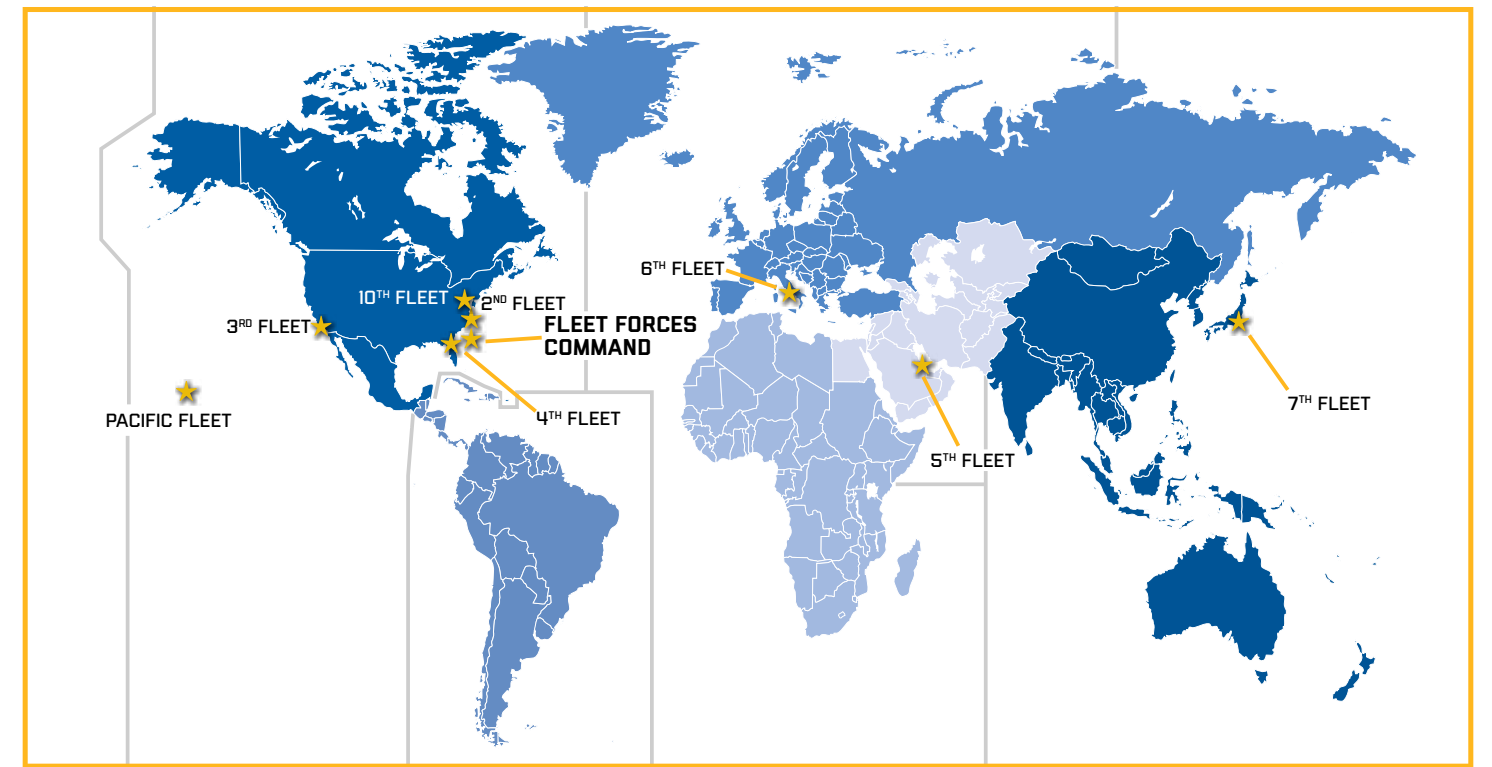 6TH FLEET
10TH FLEET
2ND FLEET
3RD FLEET
FLEET FORCES
COMMAND
7TH FLEET
PACIFIC FLEET
4TH FLEET
5TH FLEET